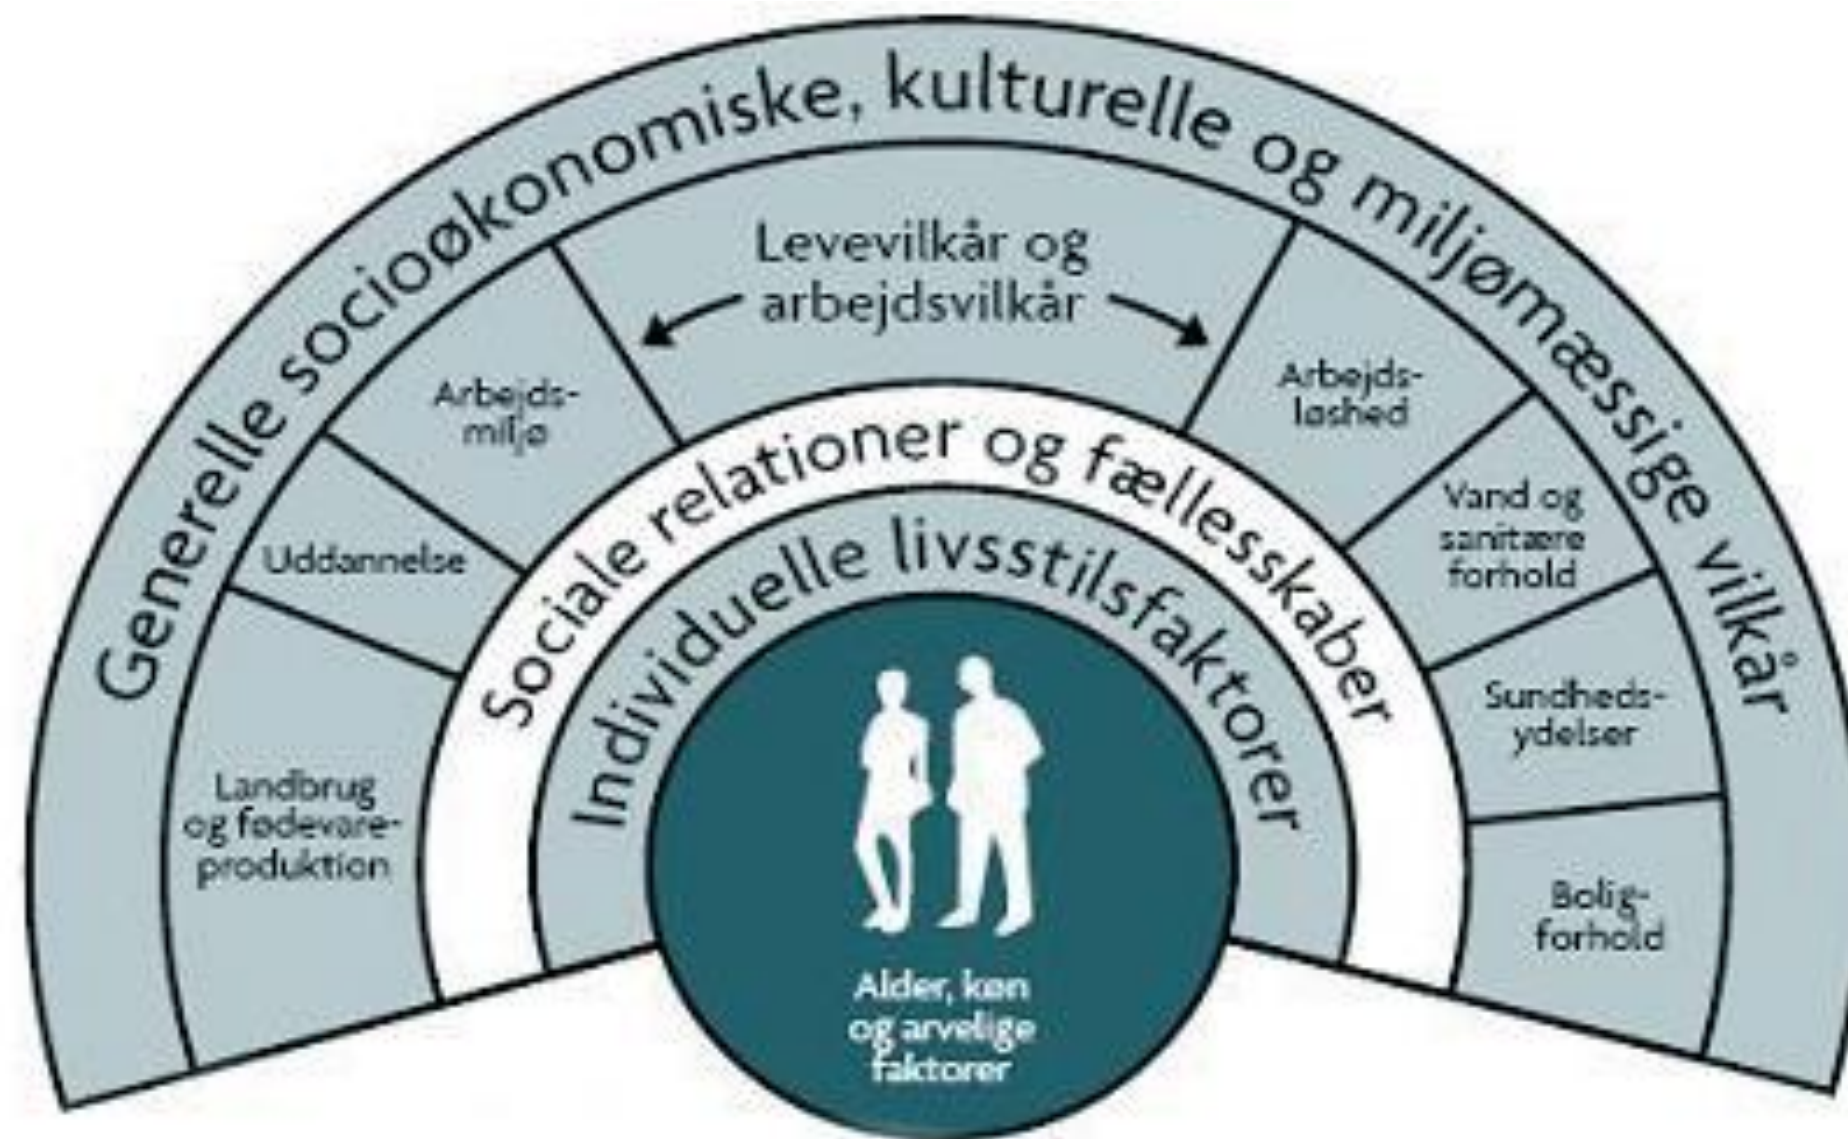 Generelle socioøkonomiske, kulturelle og miljømæssige vilkår
Levevilkår og
arbejdsvilkår
Landbrug
og fødevare-
produktion
Uddannelse
Arbejds-
miljø
Arbejds-
løshed
Vand og
sanitære
forhold
Sundheds-
ydelser
Bolig-
forhold
Sociale relationer og fællesskaber
Individuelle livsstilsfaktorer
Alder, køn
og arvelige
faktorer